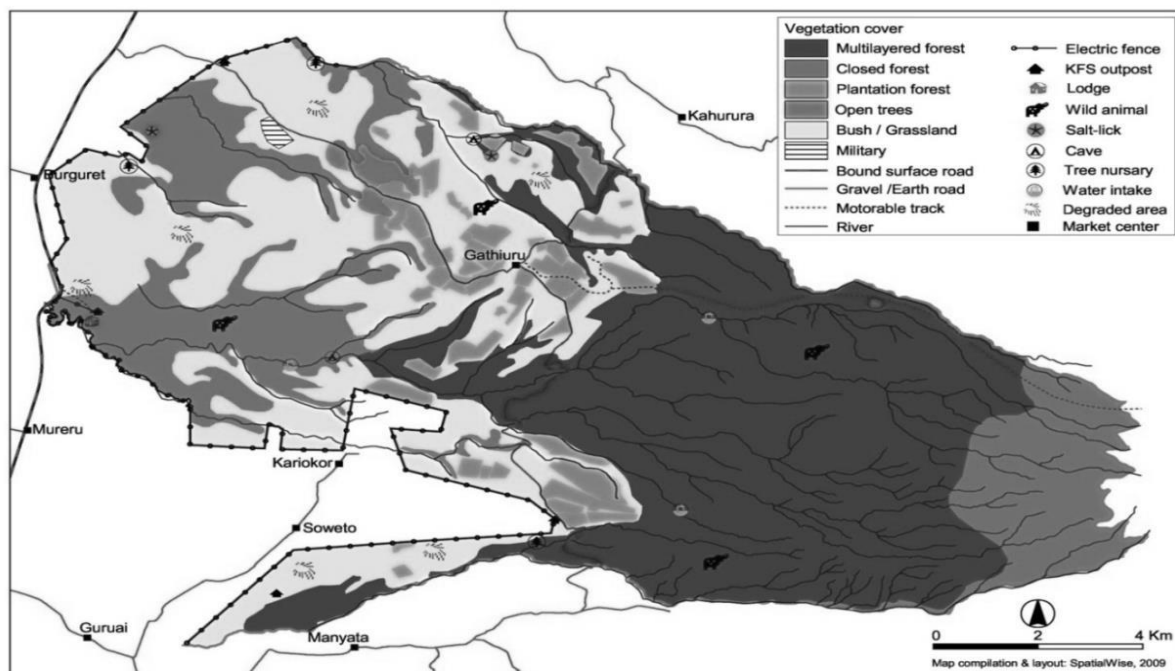 Vegetation cover
Multilayered forest
Closed forest
Plantation forest
Open trees
Bush / Grassland
Military
Bound surface road
Gravel /Earth road
Motorable track
River
Electric fence
KFS outpost
Lodge
Wild animal
Salt-lick
Cave
Tree nursary
Water intake
Degraded area
Market center
Kahurura
Burguret
Gathiuru
Mureru
Kariokor
Soweto
Guruai
Manyata
0 2 4 Km
Map compilation & layout: SpatialWise, 2009